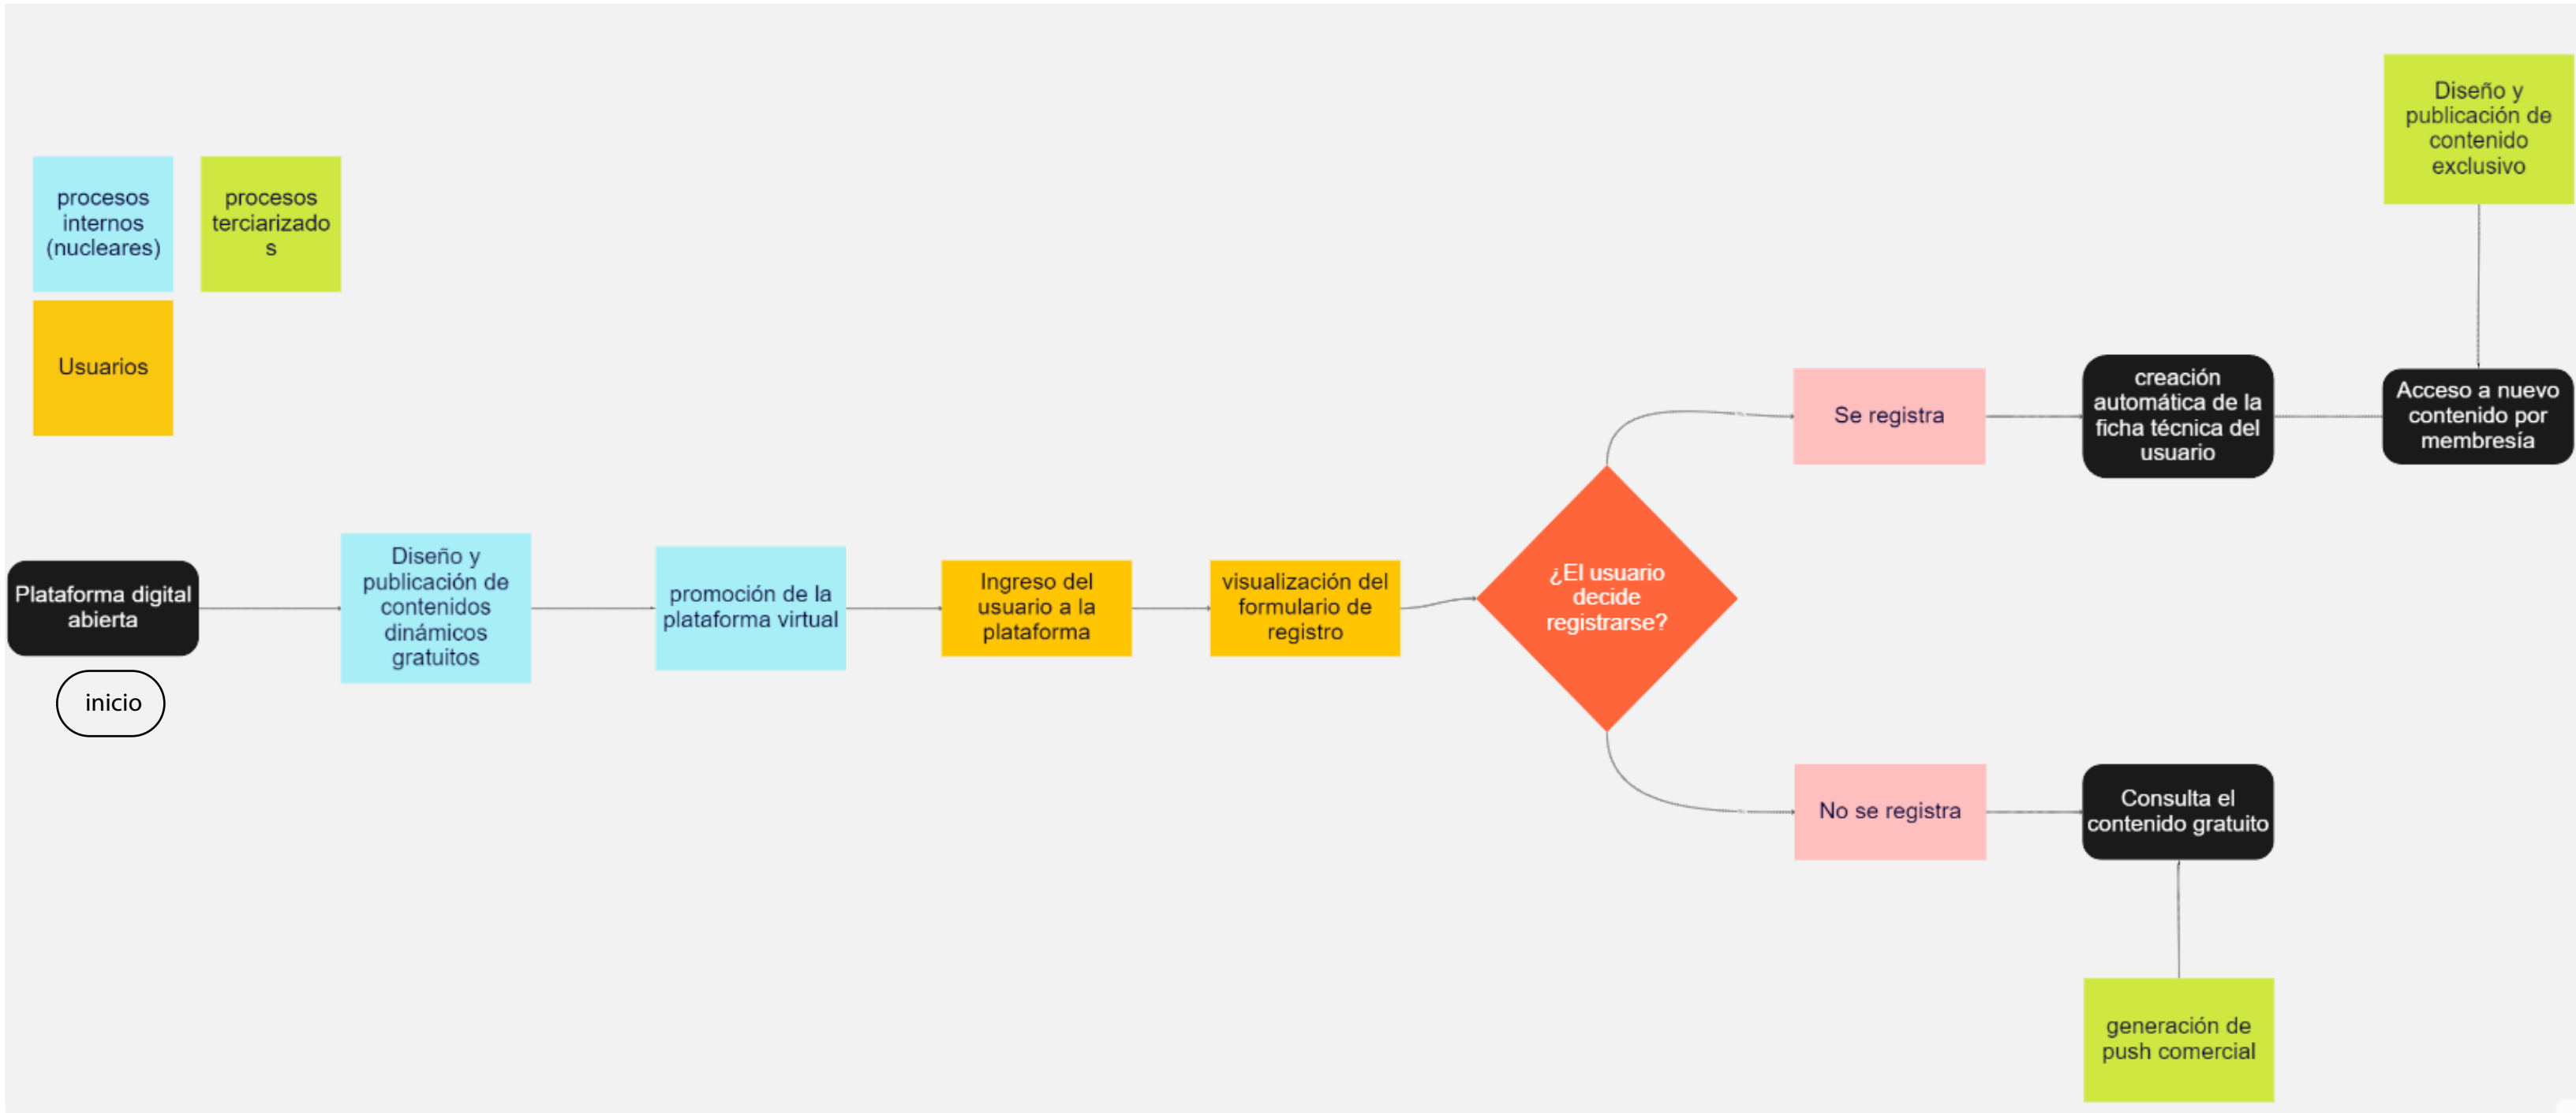 procesos
internos
(nucleares)
procesos
terciarizado
s
Usuarios
Plataforma digital
abierta
inicio
Diseño y
publicación de
contenidos
dinámicos
gratuitos
promoción de la
plataforma virtual
Ingreso del
usuario a la
plataforma
visualización del
formulario de
registro
¿El usuario
decide
registrarse?
Se registra
creación
automática de la
ficha técnica del
usuario
Acceso a nuevo
contenido por
membresía
Diseño y
publicación de
contenido
exclusivo
No se registra
Consulta el
contenido gratuito
generación de
push comercial